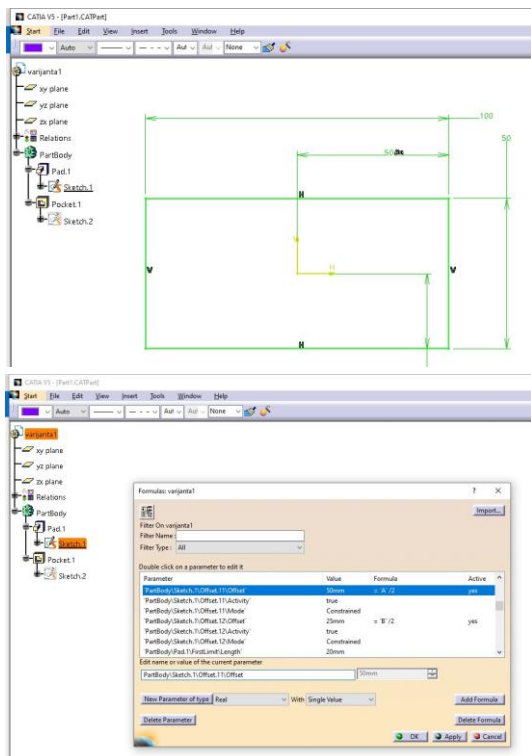 CATIA V5 - [Part1.CATPart]
Start File Edit View Insert Tools Window Help
Auto Aut Aut None
varijanta1
xy plane
yz plane
zx plane
Relations
PartBody
Pad.1
Sketch.1
Pocket.1
Sketch.2
100
50
50
H
V
V
H
V
H
CATIA V5 - [Part1.CATPart]
Start File Edit View Insert Tools Window Help
Auto Aut Aut None
varijanta1
xy plane
yz plane
zx plane
Relations
PartBody
Pad.1
Sketch.1
Pocket.1
Sketch.2
Formulas: varijanta1 ? X
Import...
Filter On varijanta1
Filter Name :
Filter Type : All
Double click on a parameter to edit it
Parameter Value Formula Active
`PartBody\Sketch.1\Offset.11\Offset` 50mm = `A` /2 yes
`PartBody\Sketch.1\Offset.11\Activity` true
`PartBody\Sketch.1\Offset.11\Mode` Constrained
`PartBody\Sketch.1\Offset.12\Offset` 25mm = `B` /2 yes
`PartBody\Sketch.1\Offset.12\Activity` true
`PartBody\Sketch.1\Offset.12\Mode` Constrained
`PartBody\Pad.1\FirstLimit\Length` 20mm
Edit name or value of the current parameter
PartBody\Sketch.1\Offset.11\Offset 50mm
New Parameter of type Real With Single Value Add Formula
Delete Parameter Delete Formula
OK Apply Cancel